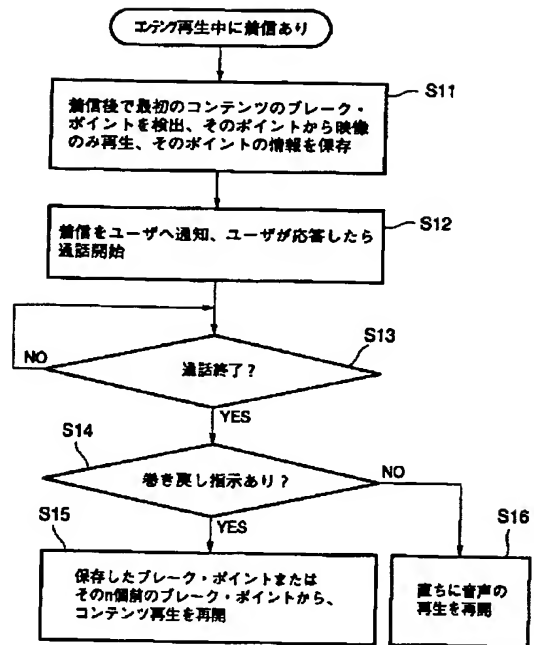 コンテンツ再生中に着信あり
S11
着信後で最初のコンテンツのブレーク・
ポイントを検出、そのポイントから映像
のみ再生、そのポイントの情報を保存
S12
着信をユーザへ通知、ユーザが応答したら
通話開始
S13
NO
通話終了？
YES
S14
巻き戻し指示あり？
NO
YES
S15
保存したブレーク・ポイントまたは
そのn個前のブレーク・ポイントから、
コンテンツ再生を再開
S16
直ちに音声の
再生を再開